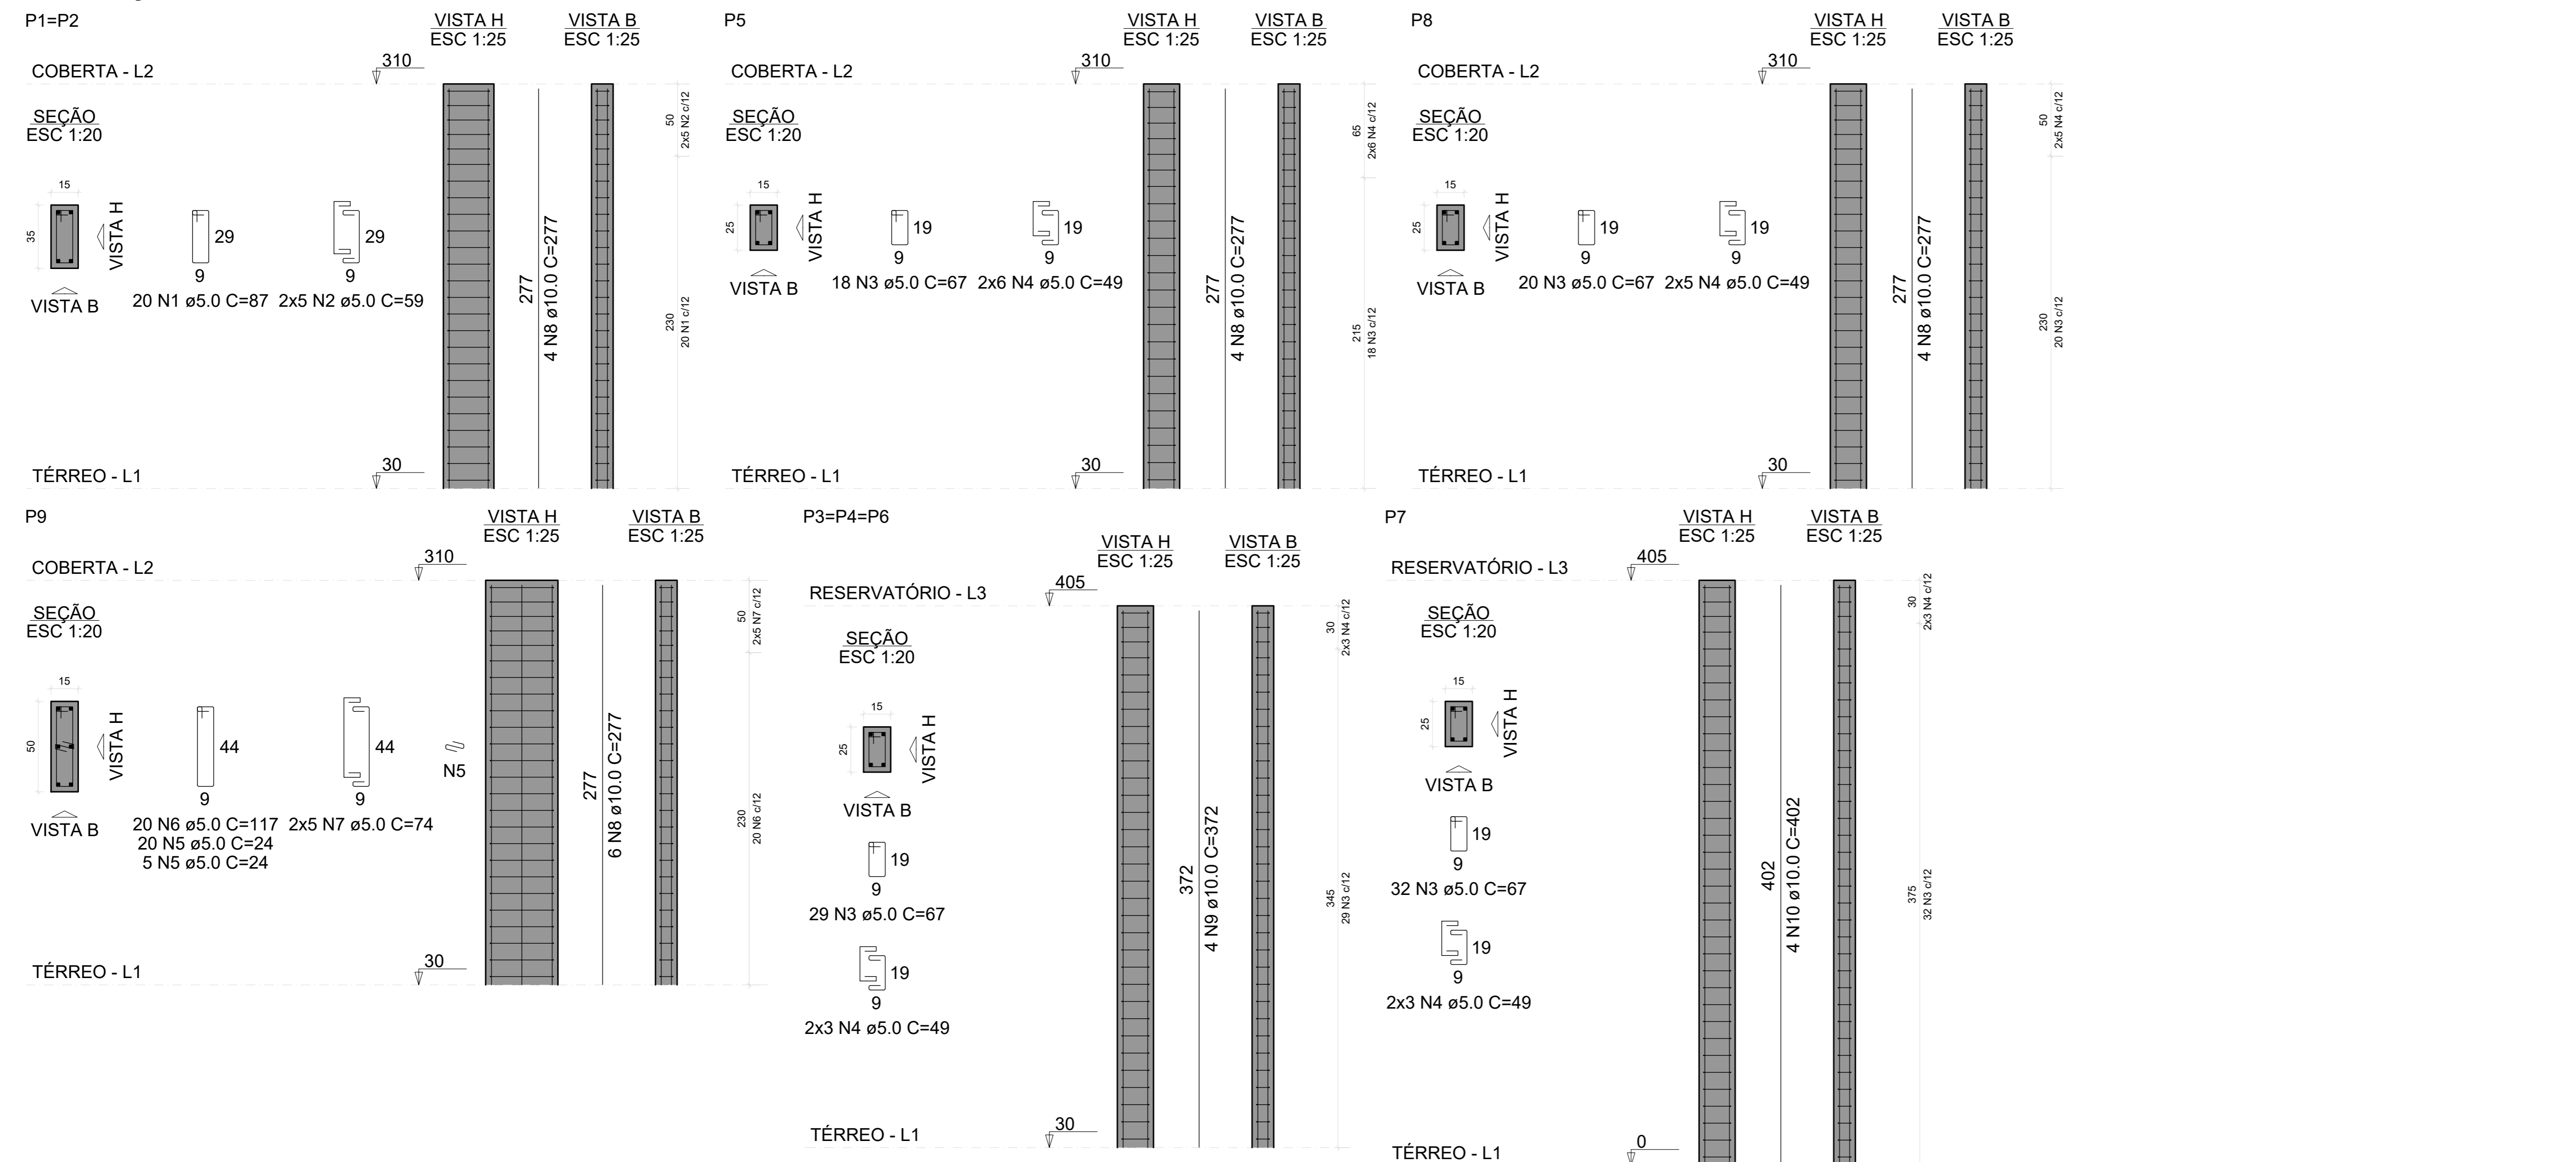 P1=P2
VISTA H
ESC 1:25
VISTA B
ESC 1:25
COBERTA - L2
310
SEÇÃO
ESC 1:20
15
35
VISTA H
VISTA B
29
9
20 N1 ø5.0 C=87
29
9
2x5 N2 ø5.0 C=59
277
4 N8 ø10.0 C=277
50
2x5 N2 c/12
230
20 N1 c/12
TÉRREO - L1
30
P5
VISTA H
ESC 1:25
VISTA B
ESC 1:25
COBERTA - L2
310
SEÇÃO
ESC 1:20
15
25
VISTA H
VISTA B
19
9
18 N3 ø5.0 C=67
19
9
2x6 N4 ø5.0 C=49
277
4 N8 ø10.0 C=277
65
2x6 N4 c/12
215
18 N3 c/12
TÉRREO - L1
30
P8
VISTA H
ESC 1:25
VISTA B
ESC 1:25
COBERTA - L2
310
SEÇÃO
ESC 1:20
15
25
VISTA H
VISTA B
19
9
20 N3 ø5.0 C=67
19
9
2x5 N4 ø5.0 C=49
277
4 N8 ø10.0 C=277
50
2x5 N4 c/12
230
20 N3 c/12
TÉRREO - L1
30
P9
VISTA H
ESC 1:25
VISTA B
ESC 1:25
COBERTA - L2
310
SEÇÃO
ESC 1:20
15
50
VISTA H
VISTA B
44
9
20 N6 ø5.0 C=117
20 N5 ø5.0 C=24
5 N5 ø5.0 C=24
44
9
2x5 N7 ø5.0 C=74
N5
277
6 N8 ø10.0 C=277
50
2x5 N7 c/12
230
20 N6 c/12
TÉRREO - L1
30
P3=P4=P6
VISTA H
ESC 1:25
VISTA B
ESC 1:25
RESERVATÓRIO - L3
405
SEÇÃO
ESC 1:20
15
25
VISTA H
VISTA B
19
9
29 N3 ø5.0 C=67
19
9
2x3 N4 ø5.0 C=49
372
4 N9 ø10.0 C=372
30
2x3 N4 c/12
345
29 N3 c/12
TÉRREO - L1
30
P7
VISTA H
ESC 1:25
VISTA B
ESC 1:25
RESERVATÓRIO - L3
405
SEÇÃO
ESC 1:20
15
25
VISTA H
VISTA B
19
9
32 N3 ø5.0 C=67
19
9
2x3 N4 ø5.0 C=49
402
4 N10 ø10.0 C=402
30
2x3 N4 c/12
375
32 N3 c/12
TÉRREO - L1
0